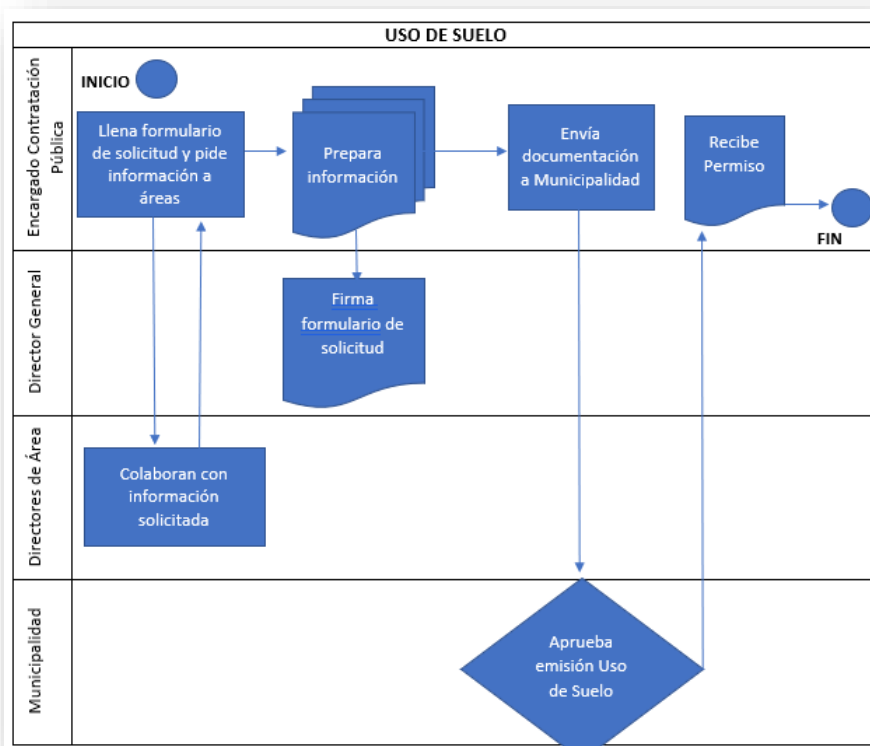 USO DE SUELO
Encargado Contratación
Pública
INICIO
Llena formulario
de solicitud y pide
información a
áreas
Prepara
información
Envía
documentación
a Municipalidad
Recibe
Permiso
FIN
Director General
Firma
formulario de
solicitud
Directores de Área
Colaboran con
información
solicitada
Municipalidad
Aprueba
emisión Uso
de Suelo